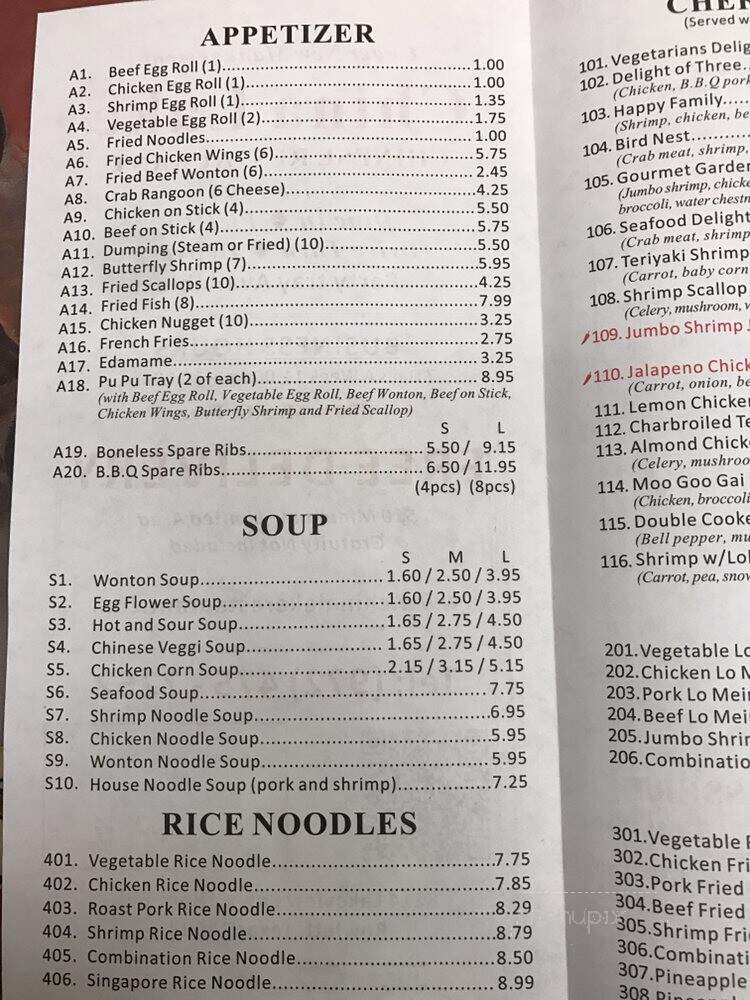 APPETIZER
A1. Beef Egg Roll (1)..........1.00
A2. Chicken Egg Roll (1)..........1.00
A3. Shrimp Egg Roll (1)..........1.35
A4. Vegetable Egg Roll (2)..........1.75
A5. Fried Noodles..........1.00
A6. Fried Chicken Wings (6)..........5.75
A7. Fried Beef Wonton (6)..........2.45
A8. Crab Rangoon (6 Cheese)..........4.25
A9. Chicken on Stick (4)..........5.50
A10. Beef on Stick (4)..........5.75
A11. Dumping (Steam or Fried) (10)..........5.50
A12. Butterfly Shrimp (7)..........5.95
A13. Fried Scallops (10)..........4.25
A14. Fried Fish (8)..........7.99
A15. Chicken Nugget (10)..........3.25
A16. French Fries..........2.75
A17. Edamame..........3.25
A18. Pu Pu Tray (2 of each)..........8.95
(with Beef Egg Roll, Vegetable Egg Roll, Beef Wonton, Beef on Stick,
Chicken Wings, Butterfly Shrimp and Fried Scallop)
S L
A19. Boneless Spare Ribs..........5.50 / 9.15
A20. B.B.Q Spare Ribs..........6.50 / 11.95
(4pcs) (8pcs)
SOUP
S M L
S1. Wonton Soup..........1.60 / 2.50 / 3.95
S2. Egg Flower Soup..........1.60 / 2.50 / 3.95
S3. Hot and Sour Soup..........1.65 / 2.75 / 4.50
S4. Chinese Veggi Soup..........1.65 / 2.75 / 4.50
S5. Chicken Corn Soup..........2.15 / 3.15 / 5.15
S6. Seafood Soup..........7.75
S7. Shrimp Noodle Soup..........6.95
S8. Chicken Noodle Soup..........5.95
S9. Wonton Noodle Soup..........5.95
S10. House Noodle Soup (pork and shrimp)..........7.25
RICE NOODLES
401. Vegetable Rice Noodle..........7.75
402. Chicken Rice Noodle..........7.85
403. Roast Pork Rice Noodle..........8.29
404. Shrimp Rice Noodle..........8.79
405. Combination Rice Noodle..........8.50
406. Singapore Rice Noodle..........8.99
(Served w
101. Vegetarians Delig
102. Delight of Three..
(Chicken, B.B.Q pork
103. Happy Family.....
(Shrimp, chicken, be
104. Bird Nest..........
(Crab meat, shrimp,
105. Gourmet Garden
(Jumbo shrimp, chicke
broccoli, water chestn
106. Seafood Delight
(Crab meat, shrimp
107. Teriyaki Shrimp
(Carrot, baby corn
108. Shrimp Scallop
(Celery, mushroom, w
109. Jumbo Shrimp
110. Jalapeno Chick
(Carrot, onion, be
111. Lemon Chicken
112. Charbroiled Te
113. Almond Chick
(Celery, mushroo
114. Moo Goo Gai
(Chicken, broccoli
115. Double Cooke
(Bell pepper, mu
116. Shrimp w/Lob
(Carrot, pea, snow
201. Vegetable Lo
202. Chicken Lo M
203. Pork Lo Mein
204. Beef Lo Mei
205. Jumbo Shrim
206. Combination
301. Vegetable F
302. Chicken Fri
303. Pork Fried
304. Beef Fried
305. Shrimp Frie
306. Combinati
307. Pineapple
308.